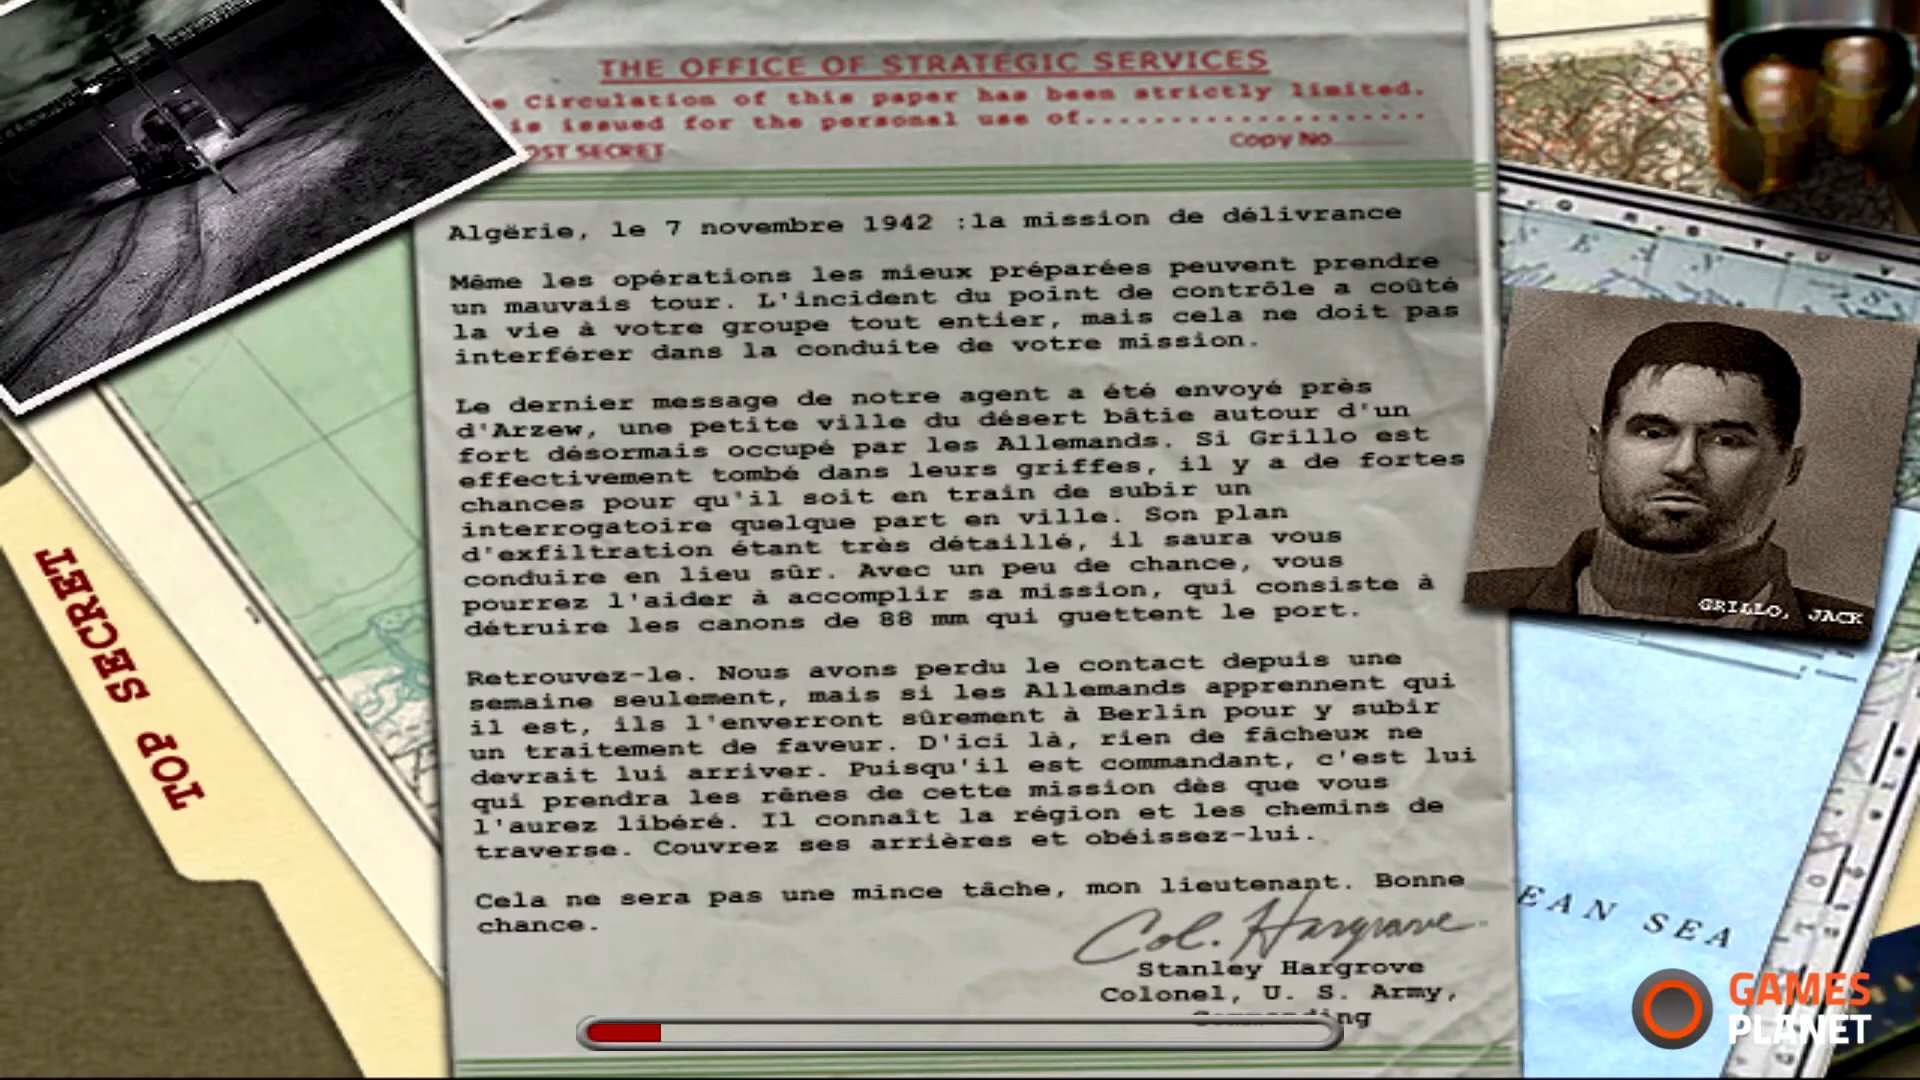 THE OFFICE OF STRATEGIC SERVICES
Circulation of this paper has been strictly limited.
is issued for the personal use of....................
OST SECRET
Copy No
Algërie, le 7 novembre 1942 :la mission de délivrance
Même les opérations les mieux préparées peuvent prendre
un mauvais tour. L'incident du point de contrôle a coûté
la vie à votre groupe tout entier, mais cela ne doit pas
interférer dans la conduite de votre mission.
Le dernier message de notre agent a été envoyé près
d'Arzew, une petite ville du désert bâtie autour d'un
fort désormais occupé par les Allemands. Si Grillo est
effectivement tombé dans leurs griffes, il y a de fortes
chances pour qu'il soit en train de subir un
interrogatoire quelque part en ville. Son plan
d'exfiltration étant très détaillé, il saura vous
conduire en lieu sûr. Avec un peu de chance, vous
pourrez l'aider à accomplir sa mission, qui consiste à
détruire les canons de 88 mm qui guettent le port.
Retrouvez-le. Nous avons perdu le contact depuis une
semaine seulement, mais si les Allemands apprennent qui
il est, ils l'enverront sûrement à Berlin pour y subir
un traitement de faveur. D'ici là, rien de fâcheux ne
devrait lui arriver. Puisqu'il est commandant, c'est lui
qui prendra les rênes de cette mission dès que vous
l'aurez libéré. Il connaît la région et les chemins de
traverse. Couvrez ses arrières et obéissez-lui.
Cela ne sera pas une mince tâche, mon lieutenant. Bonne
chance.
Col. Hargrove
Stanley Hargrove
Colonel, U. S. Army,
TOP SECRET
GRILLO, JACK
EAN SEA
GAMES
PLANET